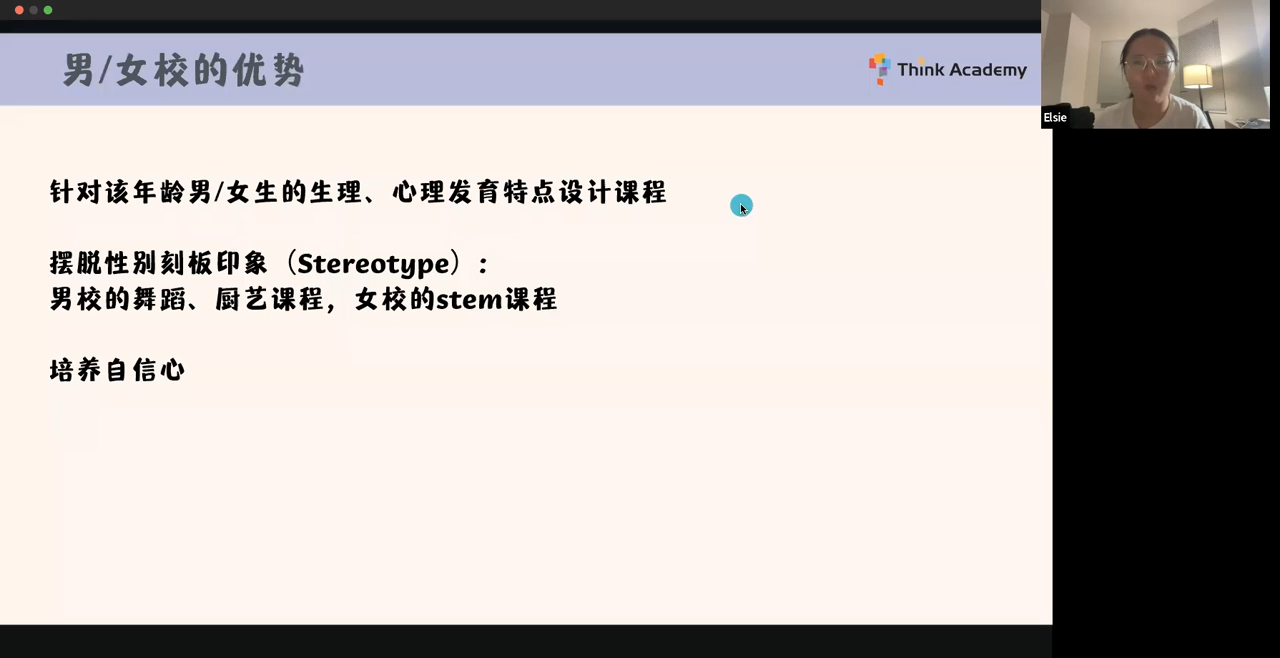 男/女校的优势
Think Academy
Elsie
针对该年龄男/女生的生理、心理发育特点设计课程
摆脱性别刻板印象（Stereotype）：
男校的舞蹈、厨艺课程，女校的stem课程
培养自信心